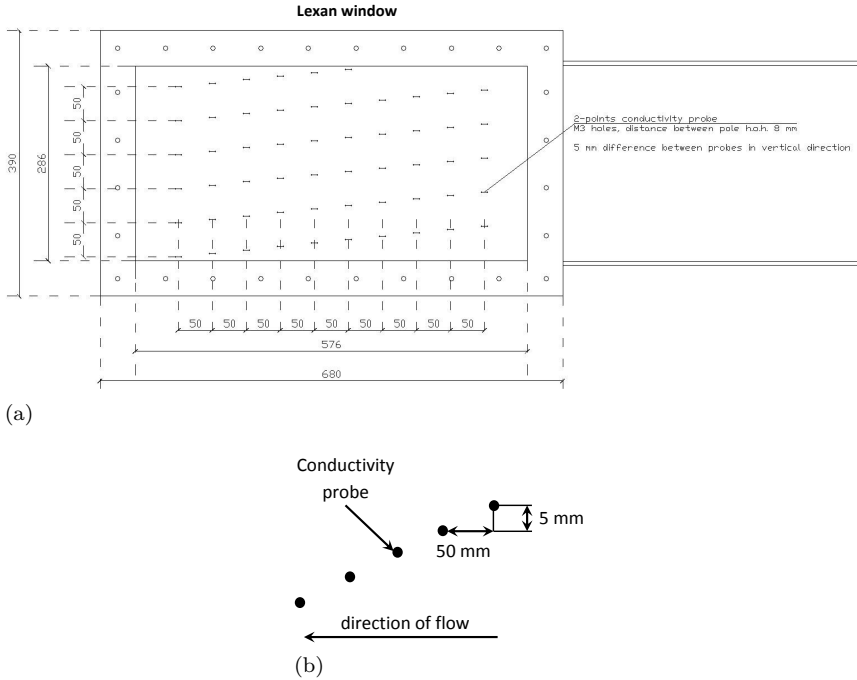 Lexan window
50
50
50
50
50
286
390
2-points conductivity probe
M3 holes, distance between pole h.o.h. 8 mm
5 mm difference between probes in vertical direction
50 50 50 50 50 50 50 50 50
576
680
(a)
Conductivity
probe
5 mm
50 mm
direction of flow
(b)